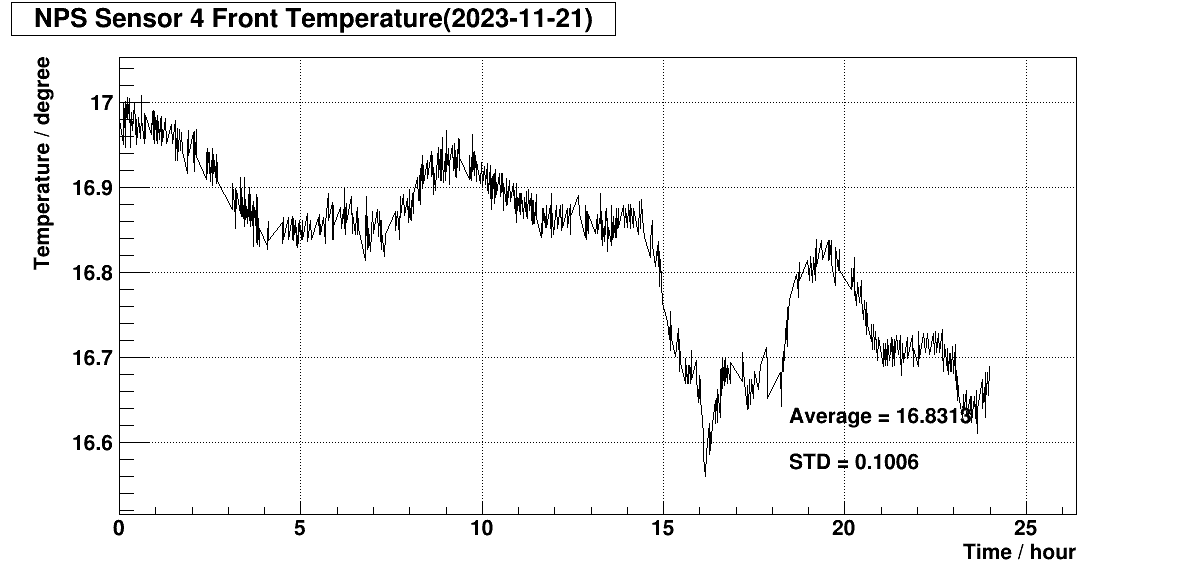 NPS Sensor 4 Front Temperature(2023-11-21)
Temperature / degree
17
16.9
16.8
16.7
16.6
Average = 16.8313
STD = 0.1006
0 5 10 15 20 25
Time / hour